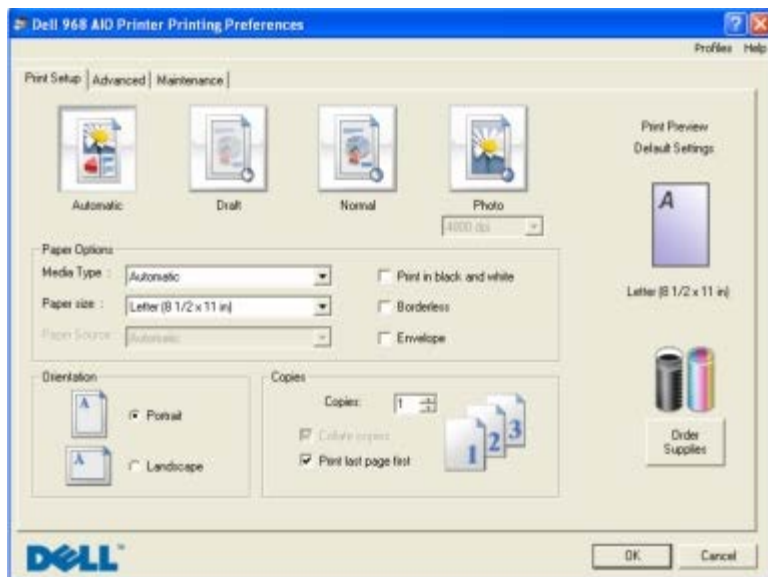 Dell 968 AIO Printer Printing Preferences
Profiles Help
Print Setup Advanced Maintenance
Automatic Draft Normal Photo
4800 dpi
Print Preview
Default Settings
A
Letter (8 1/2 x 11 in)
Paper Options
Media Type : Automatic
Print in black and white
Paper size : Letter (8 1/2 x 11 in)
Borderless
Paper Source : Automatic
Envelope
Orientation
A
Portrait
A
Landscape
Copies
Copies: 1
Collate copies
Print last page first
1 2 3
Order
Supplies
DELL™
OK Cancel